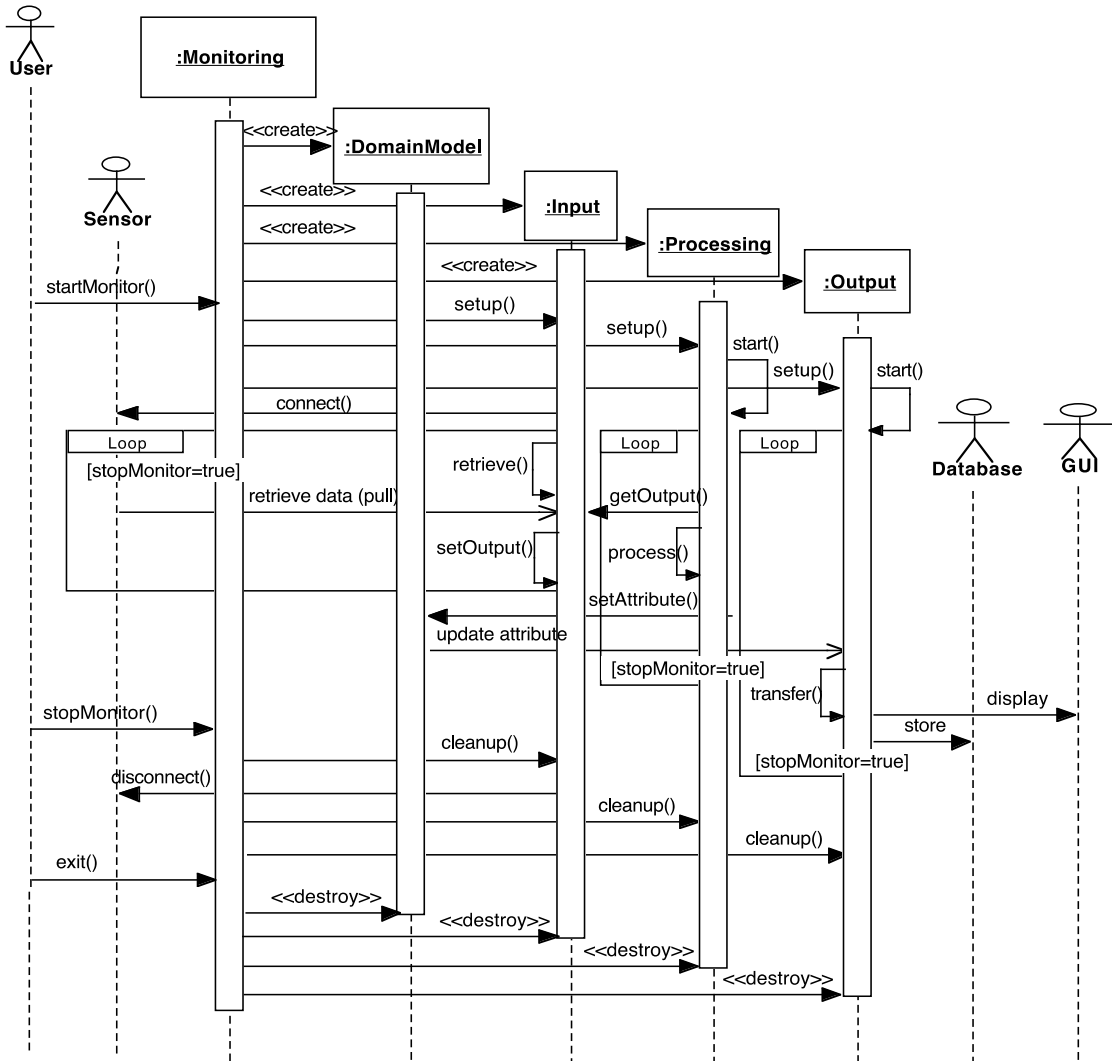 User
:Monitoring
<<create>>
:DomainModel
Sensor
<<create>>
:Input
<<create>>
:Processing
<<create>>
:Output
startMonitor()
setup()
setup()
start()
setup()
start()
connect()
Loop
Loop
Loop
Database
GUI
[stopMonitor=true]
retrieve()
retrieve data (pull)
getOutput()
setOutput()
process()
setAttribute()
update attribute
[stopMonitor=true]
transfer()
display
stopMonitor()
store
cleanup()
[stopMonitor=true]
disconnect()
cleanup()
cleanup()
exit()
<<destroy>>
<<destroy>>
<<destroy>>
<<destroy>>